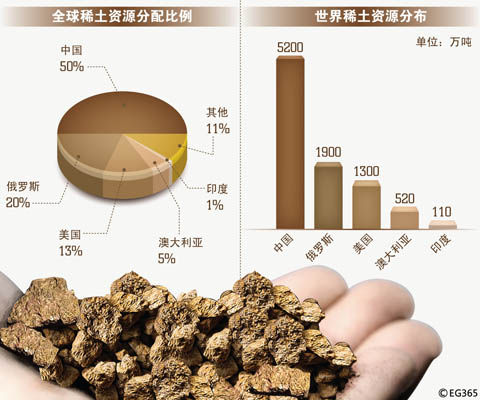 全球稀土资源分配比例
中国
50%
其他
11%
俄罗斯
20%
美国
13%
澳大利亚
5%
印度
1%
世界稀土资源分布
单位：万吨
5200
1900
1300
520
110
中国
俄罗斯
美国
澳大利亚
印度
©EG365